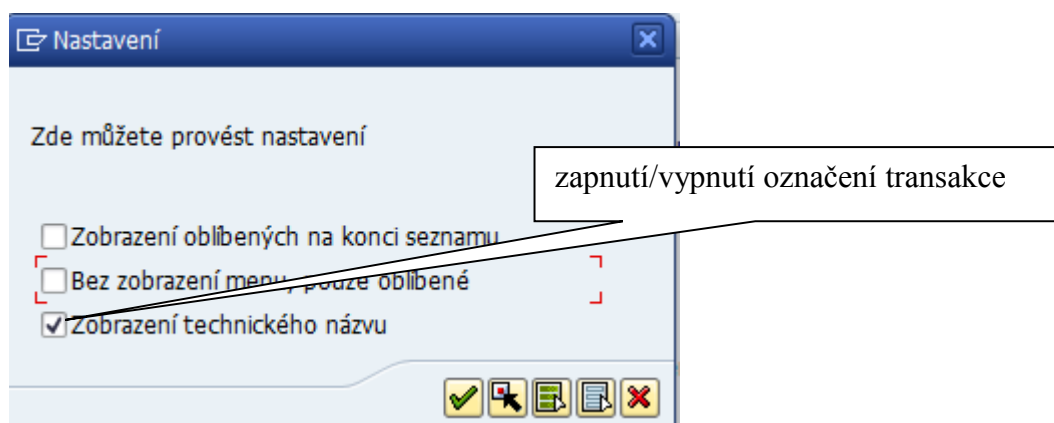 Nastavení
Zde můžete provést nastavení
zapnutí/vypnutí označení transakce
Zobrazení oblíbených na konci seznamu
Bez zobrazení menu, pouze oblíbené
Zobrazení technického názvu